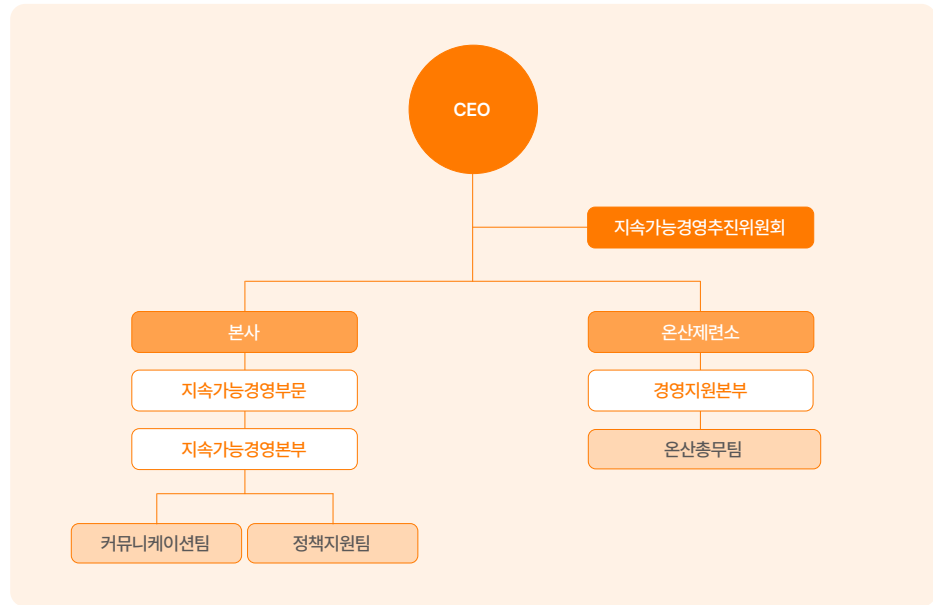 CEO
지속가능경영추진위원회
본사
온산제련소
지속가능경영부문
경영지원본부
지속가능경영본부
온산총무팀
커뮤니케이션팀
정책지원팀